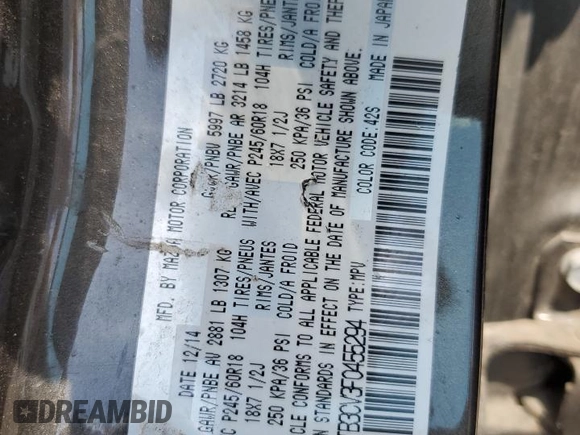 MFD. BY MAZDA MOTOR CORPORATION
12/14 GVWR/PNBV 5997 LB 2720 KG
GAWR/PNBE AV 2881 LB 1307 KG GAWR/PNBE AR 3214 LB 1458 KG
P245/60R18 104H TIRES/PNEUS WITH/AVEC P245/60R18 104H TIRES/PNEU
18X7 1/2J RIMS/JANTES 18X7 1/2J RIMS/JANTES
250 KPA/36 PSI COLD/A FROID 250 KPA/36 PSI COLD/A FROID
CLE CONFORMS TO ALL APPLICABLE FEDERAL MOTOR VEHICLE SAFETY AND THEF
STANDARDS IN EFFECT ON THE DATE OF MANUFACTURE SHOWN ABOVE.
TB3CV3F0455294 TYPE:MPV. COLOR CODE:42S MADE IN JAPAN
EPIC